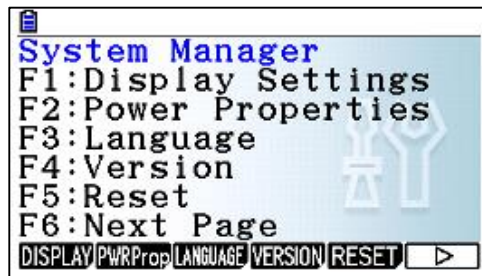 System Manager
F1:Display Settings
F2:Power Properties
F3:Language
F4:Version
F5:Reset
F6:Next Page
DISPLAY PWRProp LANGUAGE VERSION RESET ▷